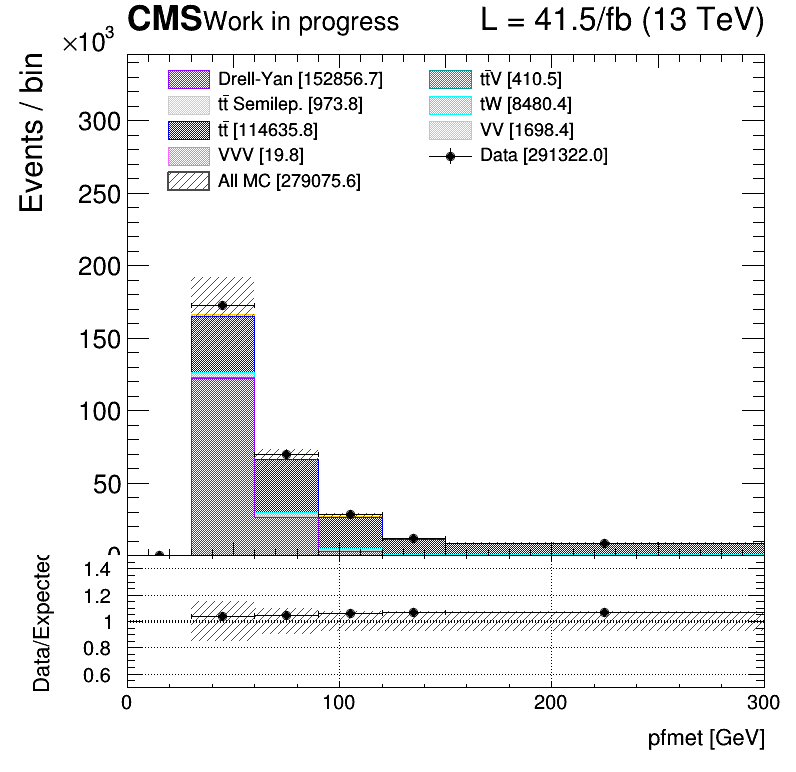 CMS Work in progress L = 41.5/fb (13 TeV)
×10³
Events / bin
Drell-Yan [152856.7]
tt̄ Semilep. [973.8]
tt̄ [114635.8]
VVV [19.8]
All MC [279075.6]
tt̄V [410.5]
tW [8480.4]
VV [1698.4]
Data [291322.0]
300
250
200
150
100
50
0
Data/Expected
1.4
1.2
1
0.8
0.6
0 100 200 300
pfmet [GeV]